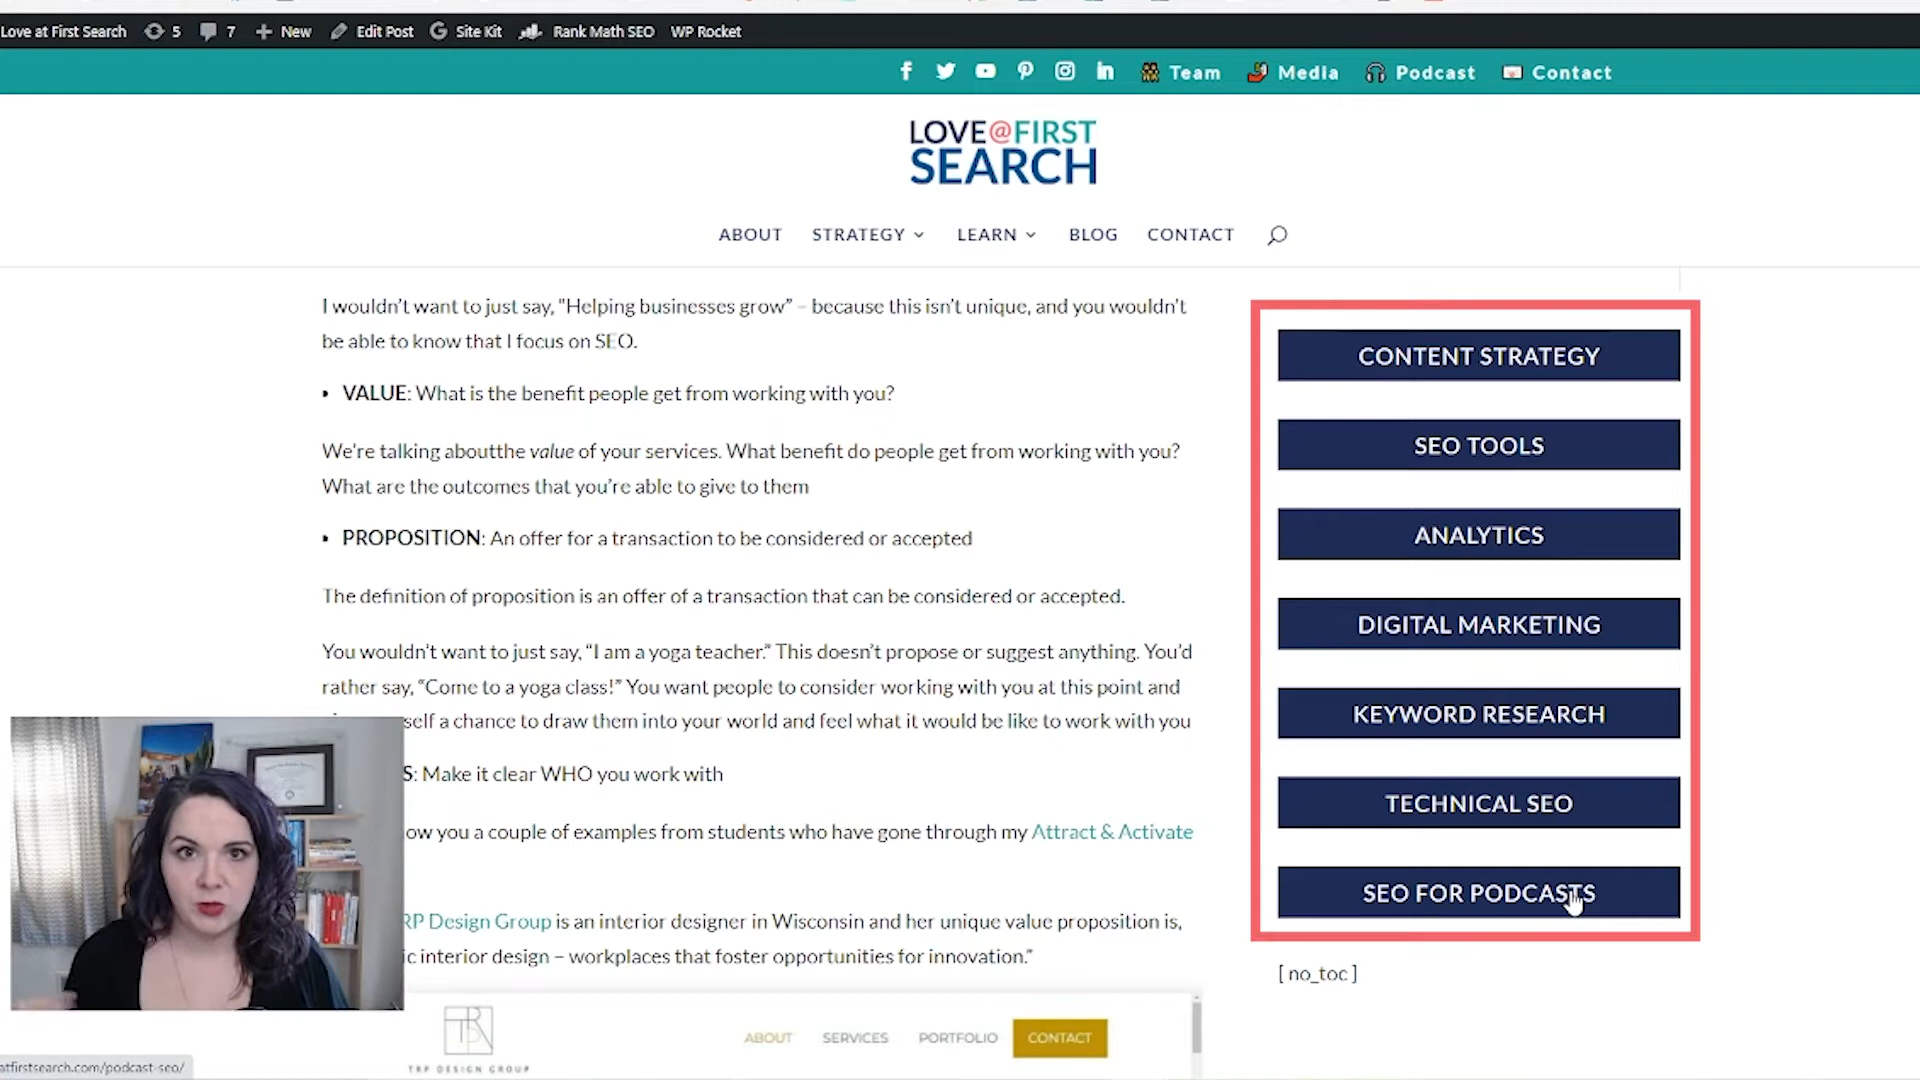 Love at First Search 5 7 New Edit Post Site Kit Rank Math SEO WP Rocket
Team Media Podcast Contact
LOVE@FIRST
SEARCH
ABOUT STRATEGY LEARN BLOG CONTACT
I wouldn't want to just say, "Helping businesses grow" – because this isn't unique, and you wouldn't
be able to know that I focus on SEO.
• VALUE: What is the benefit people get from working with you?
We're talking aboutthe value of your services. What benefit do people get from working with you?
What are the outcomes that you're able to give to them
• PROPOSITION: An offer for a transaction to be considered or accepted
The definition of proposition is an offer of a transaction that can be considered or accepted.
You wouldn't want to just say, "I am a yoga teacher." This doesn't propose or suggest anything. You'd
rather say, "Come to a yoga class!" You want people to consider working with you at this point and
self a chance to draw them into your world and feel what it would be like to work with you
S: Make it clear WHO you work with
ow you a couple of examples from students who have gone through my Attract & Activate
RP Design Group is an interior designer in Wisconsin and her unique value proposition is,
ic interior design – workplaces that foster opportunities for innovation."
TRP DESIGN GROUP
ABOUT SERVICES PORTFOLIO CONTACT
CONTENT STRATEGY
SEO TOOLS
ANALYTICS
DIGITAL MARKETING
KEYWORD RESEARCH
TECHNICAL SEO
SEO FOR PODCASTS
[ no_toc ]
atfirstsearch.com/podcast-seo/